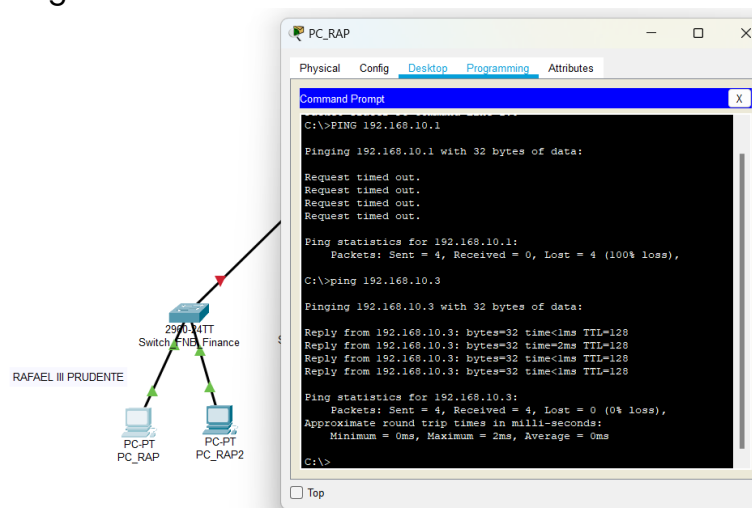 PC_RAP
Physical Config Desktop Programming Attributes
Command Prompt X
C:\>PING 192.168.10.1
Pinging 192.168.10.1 with 32 bytes of data:
Request timed out.
Request timed out.
Request timed out.
Request timed out.
Ping statistics for 192.168.10.1:
Packets: Sent = 4, Received = 0, Lost = 4 (100% loss),
C:\>ping 192.168.10.3
Pinging 192.168.10.3 with 32 bytes of data:
Reply from 192.168.10.3: bytes=32 time<1ms TTL=128
Reply from 192.168.10.3: bytes=32 time=2ms TTL=128
Reply from 192.168.10.3: bytes=32 time<1ms TTL=128
Reply from 192.168.10.3: bytes=32 time<1ms TTL=128
Ping statistics for 192.168.10.3:
Packets: Sent = 4, Received = 4, Lost = 0 (0% loss),
Approximate round trip times in milli-seconds:
Minimum = 0ms, Maximum = 2ms, Average = 0ms
C:\>
Top
2960-24TT
Switch_FNB_Finance
RAFAEL III PRUDENTE
PC-PT
PC_RAP
PC-PT
PC_RAP2